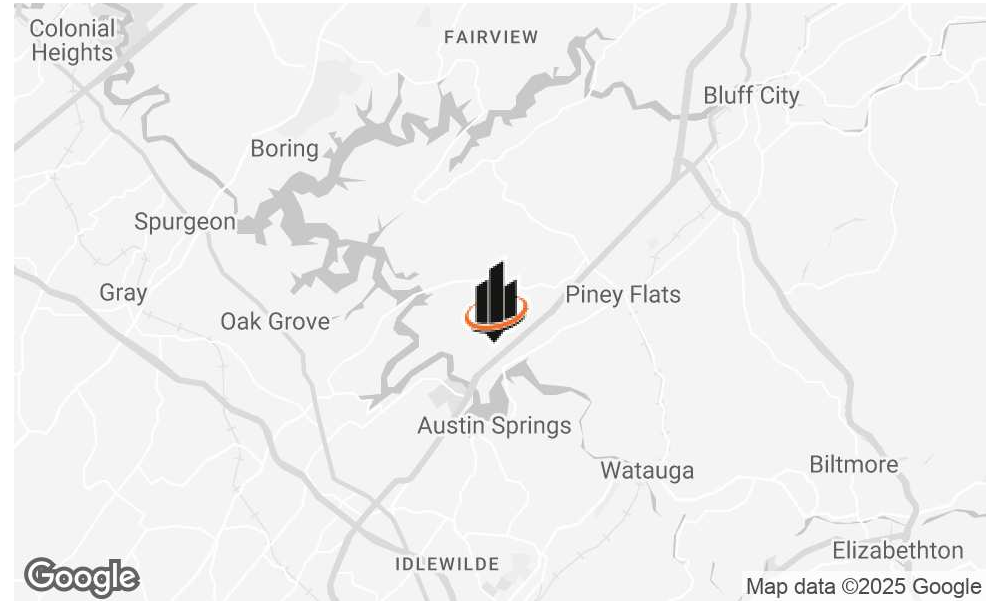 Colonial
Heights
FAIRVIEW
Bluff City
Boring
Spurgeon
Gray
Piney Flats
Oak Grove
Austin Springs
Watauga
Biltmore
Elizabethton
IDLEWILDE
Google
Map data ©2025 Google